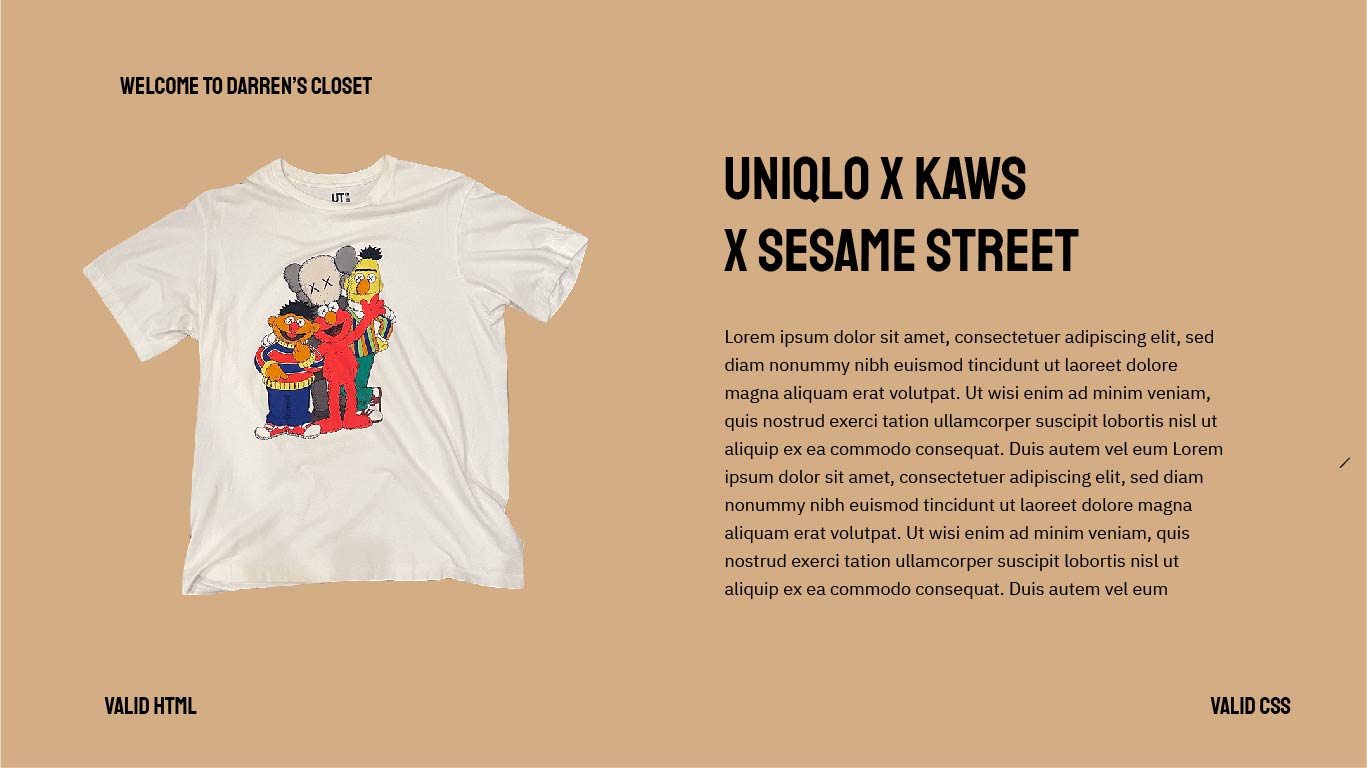 WELCOME TO DARREN'S CLOSET
UT
UNIQLO X KAWS
X SESAME STREET
Lorem ipsum dolor sit amet, consectetuer adipiscing elit, sed
diam nonummy nibh euismod tincidunt ut laoreet dolore
magna aliquam erat volutpat. Ut wisi enim ad minim veniam,
quis nostrud exerci tation ullamcorper suscipit lobortis nisl ut
aliquip ex ea commodo consequat. Duis autem vel eum Lorem
ipsum dolor sit amet, consectetuer adipiscing elit, sed diam
nonummy nibh euismod tincidunt ut laoreet dolore magna
aliquam erat volutpat. Ut wisi enim ad minim veniam, quis
nostrud exerci tation ullamcorper suscipit lobortis nisl ut
aliquip ex ea commodo consequat. Duis autem vel eum
VALID HTML
VALID CSS